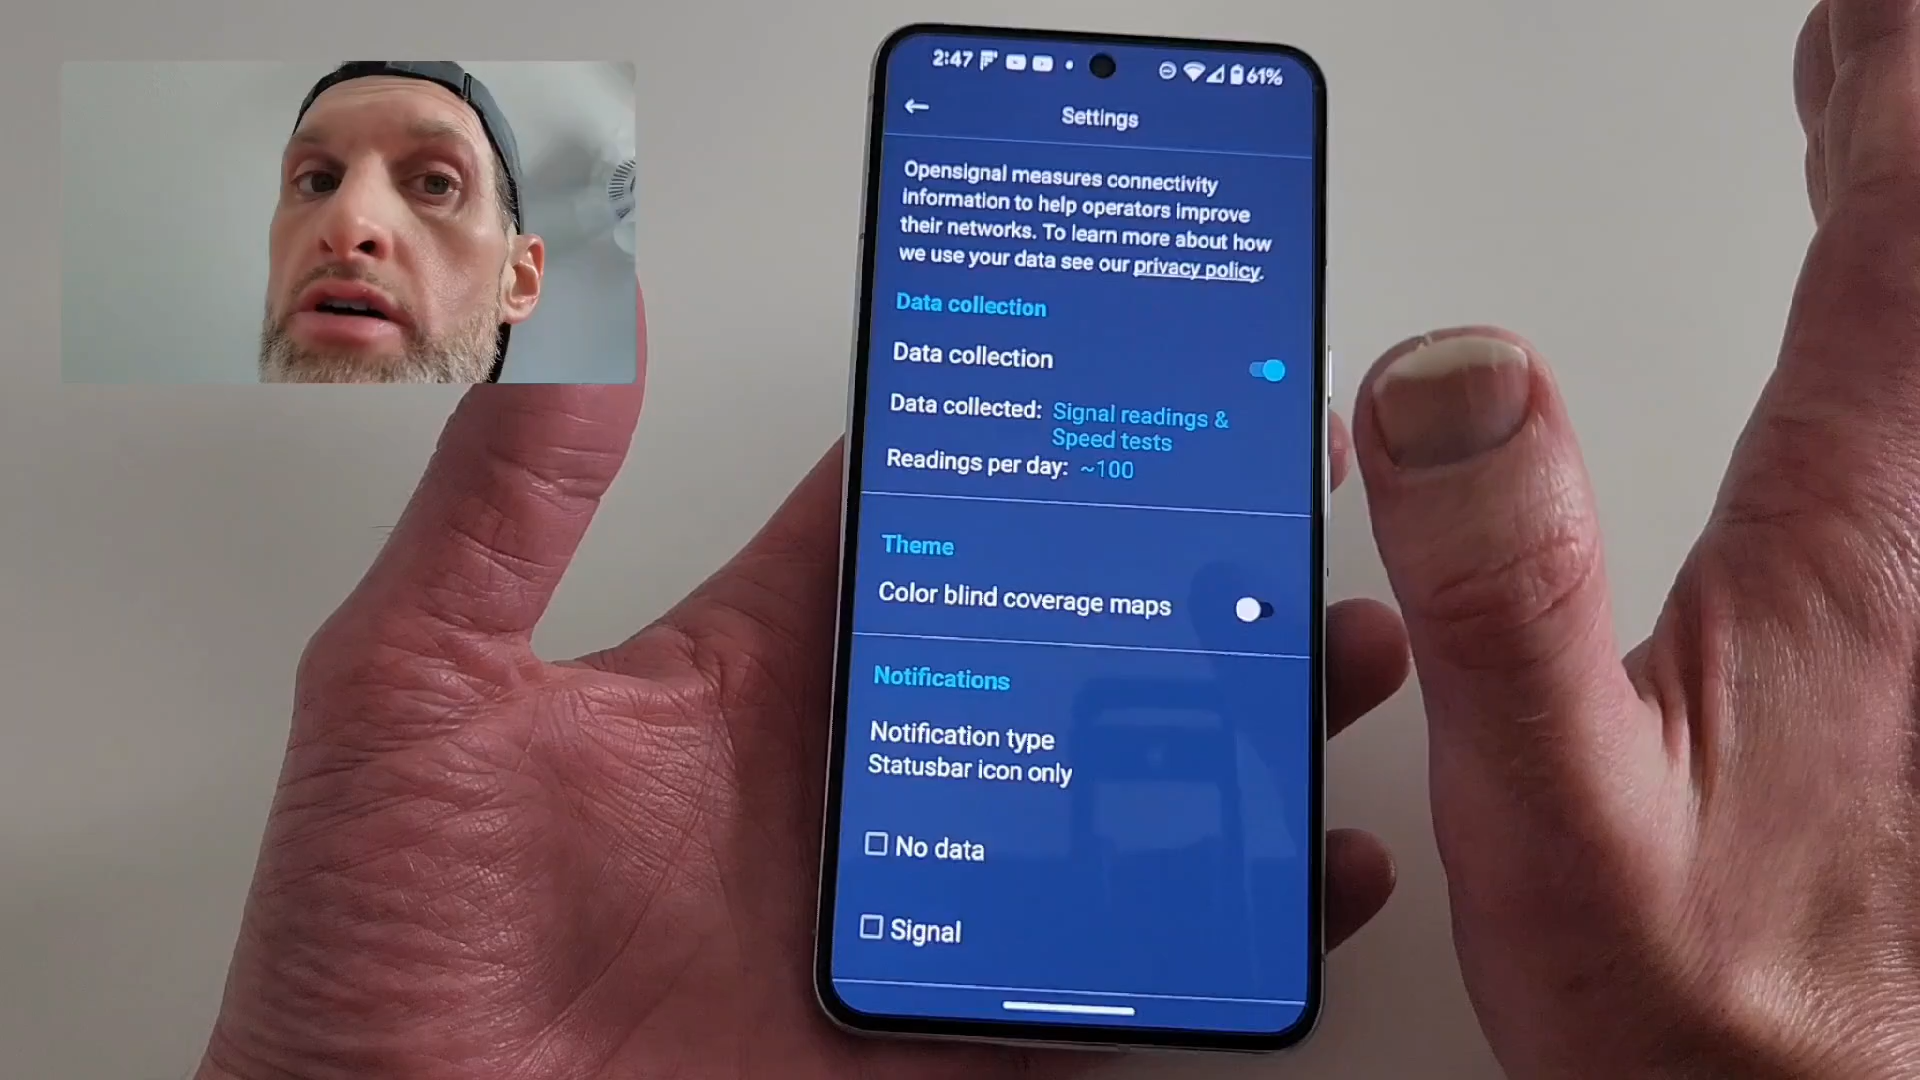 2:47
61%
Settings
Opensignal measures connectivity
information to help operators improve
their networks. To learn more about how
we use your data see our privacy policy.
Data collection
Data collection
Data collected: Signal readings &
Speed tests
Readings per day: ~100
Theme
Color blind coverage maps
Notifications
Notification type
Statusbar icon only
No data
Signal